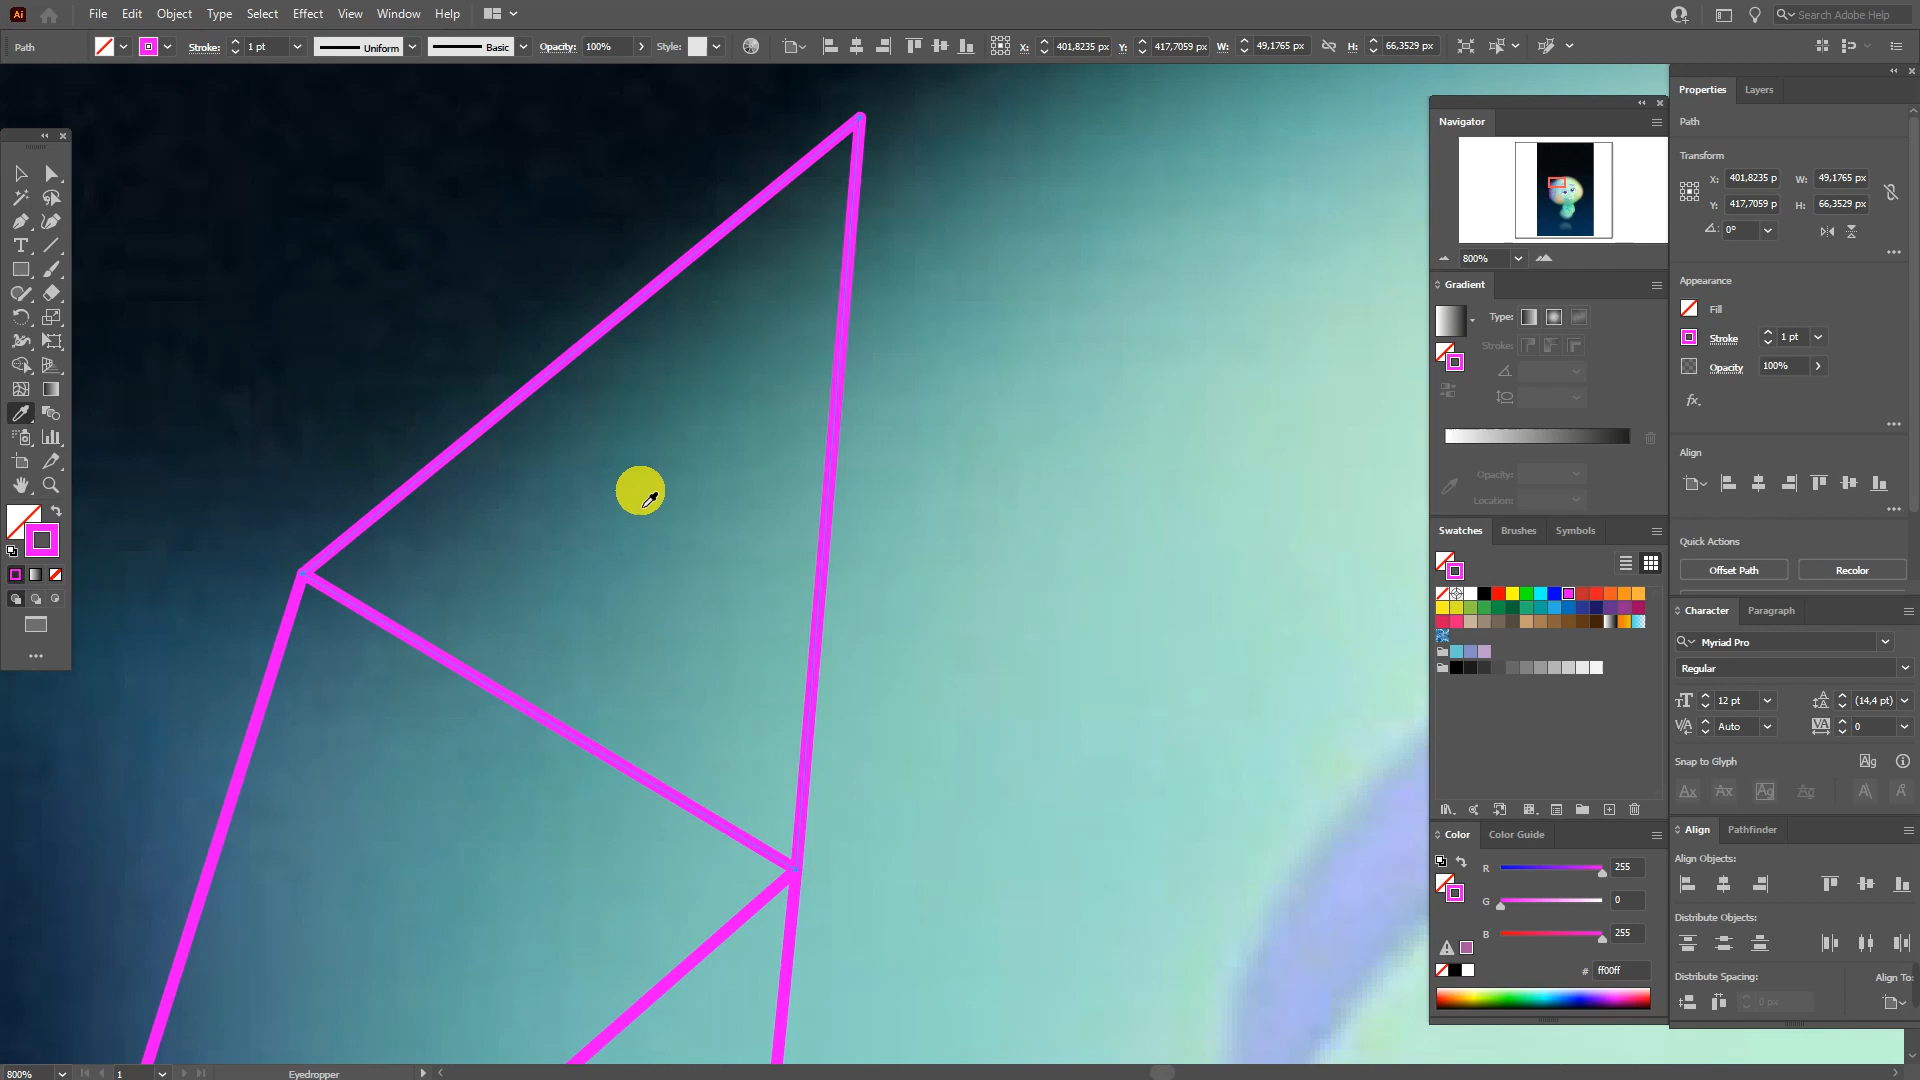 Ai File Edit Object Type Select Effect View Window Help Search Adobe Help
Path Stroke: 1 pt Uniform Basic Opacity: 100% Style: X: 401,8235 px Y: 417,7059 px W: 49,1765 px H: 66,3529 px
Properties Layers
Path
Transform
X: 401,8235 p W: 49,1765 px
Y: 417,7059 p H: 66,3529 px
0°
Appearance
Fill
Stroke 1 pt
Opacity 100%
fx.
Align
Quick Actions
Offset Path Recolor
Character Paragraph
Myriad Pro
Regular
12 pt (14,4 pt)
Auto 0
Snap to Glyph
Align Pathfinder
Align Objects:
Distribute Objects:
Distribute Spacing: Align To:
0 px
Navigator
800%
Gradient
Type:
Stroke:
Opacity:
Location:
Swatches Brushes Symbols
Color Color Guide
R 255
G 0
B 255
# ff00ff
800% 1 Eyedropper